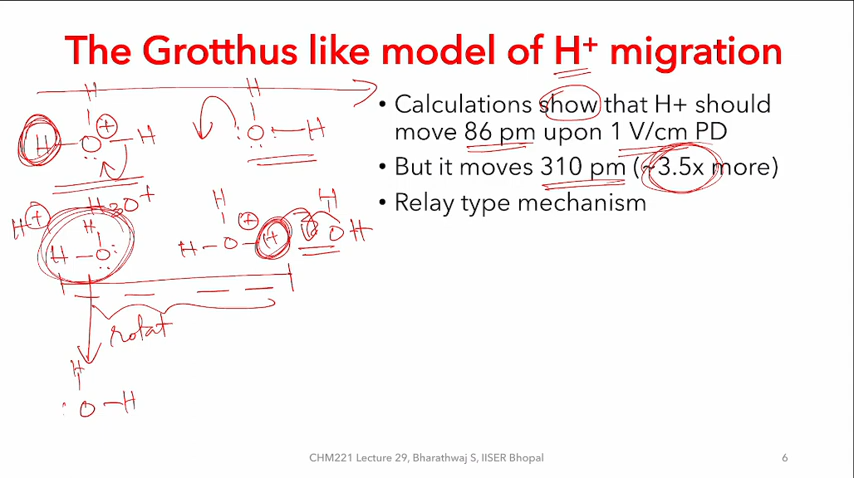 The Grotthus like model of H⁺ migration
• Calculations show that H+ should
move 86 pm upon 1 V/cm PD
• But it moves 310 pm (~3.5x more)
• Relay type mechanism
H H
H – O – H : O – H
⊕
H₃O⁺
H⊕ H H H
H – O : H – O – H O H
⊕
rotat
H
: O – H
CHM221 Lecture 29, Bharathwaj S, IISER Bhopal
6